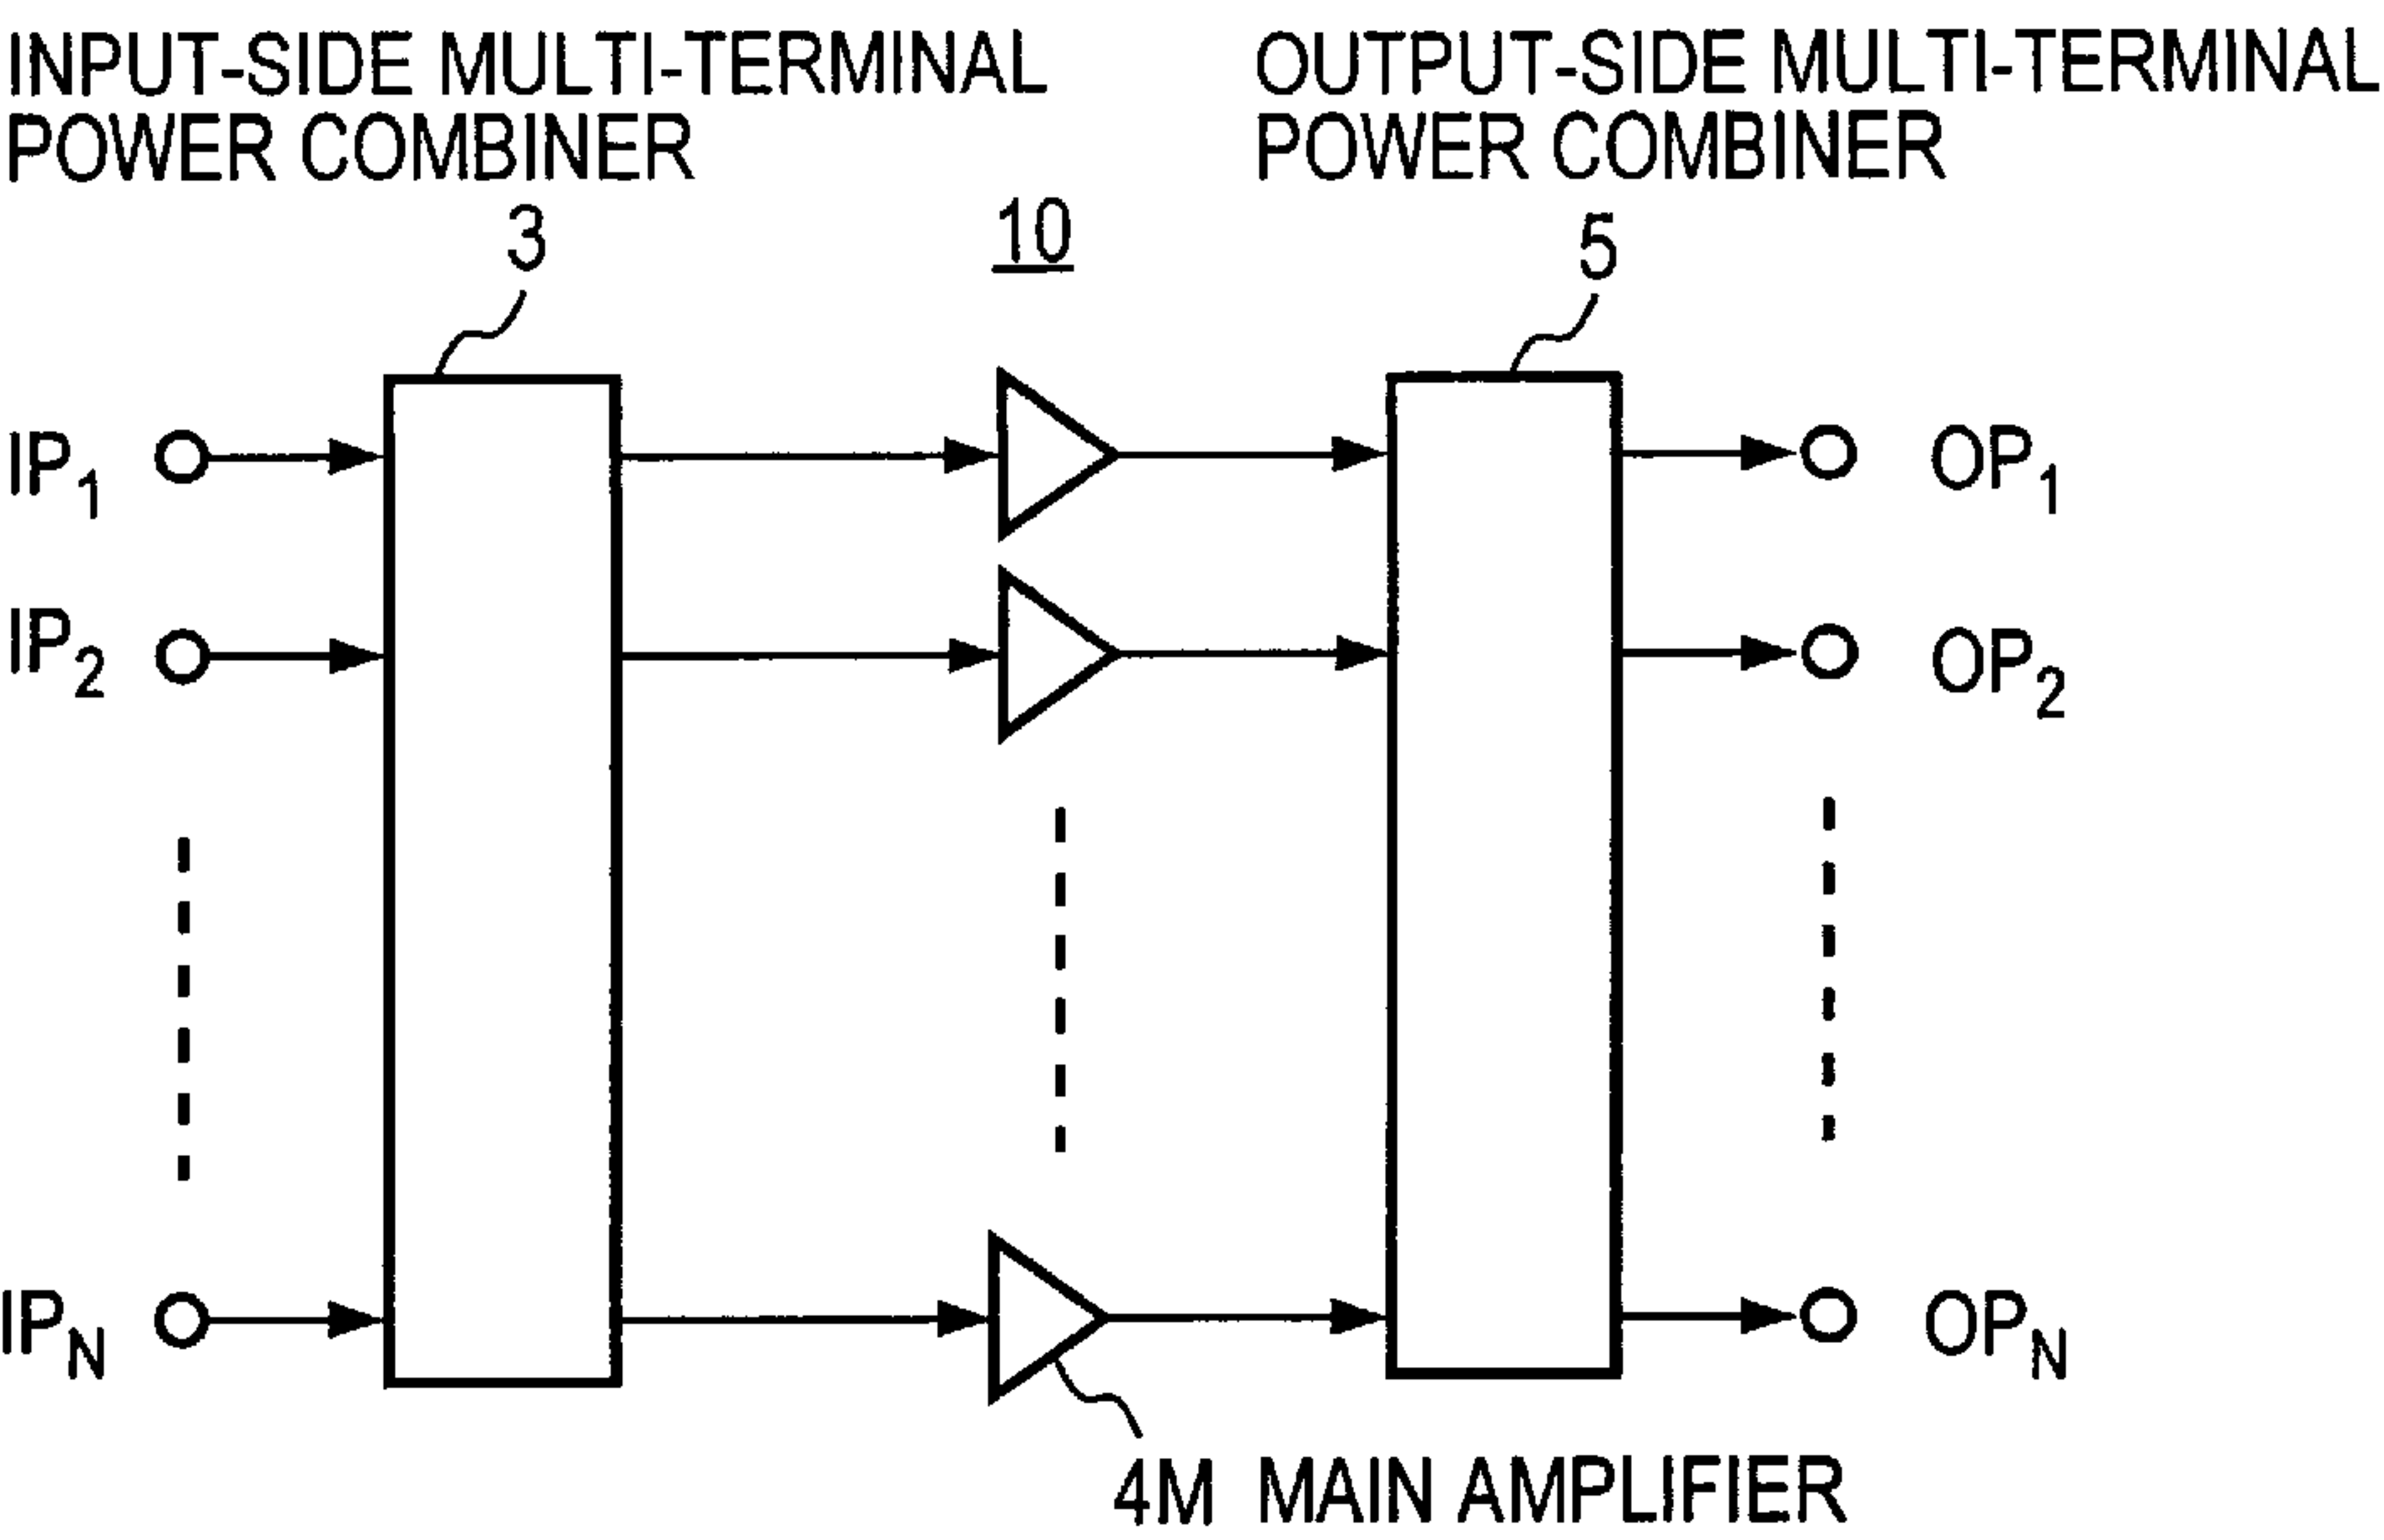 INPUT-SIDE MULTI-TERMINAL
POWER COMBINER
OUTPUT-SIDE MULTI-TERMINAL
POWER COMBINER
3
10
5
IP1
OP1
IP2
OP2
IPN
OPN
4M MAIN AMPLIFIER